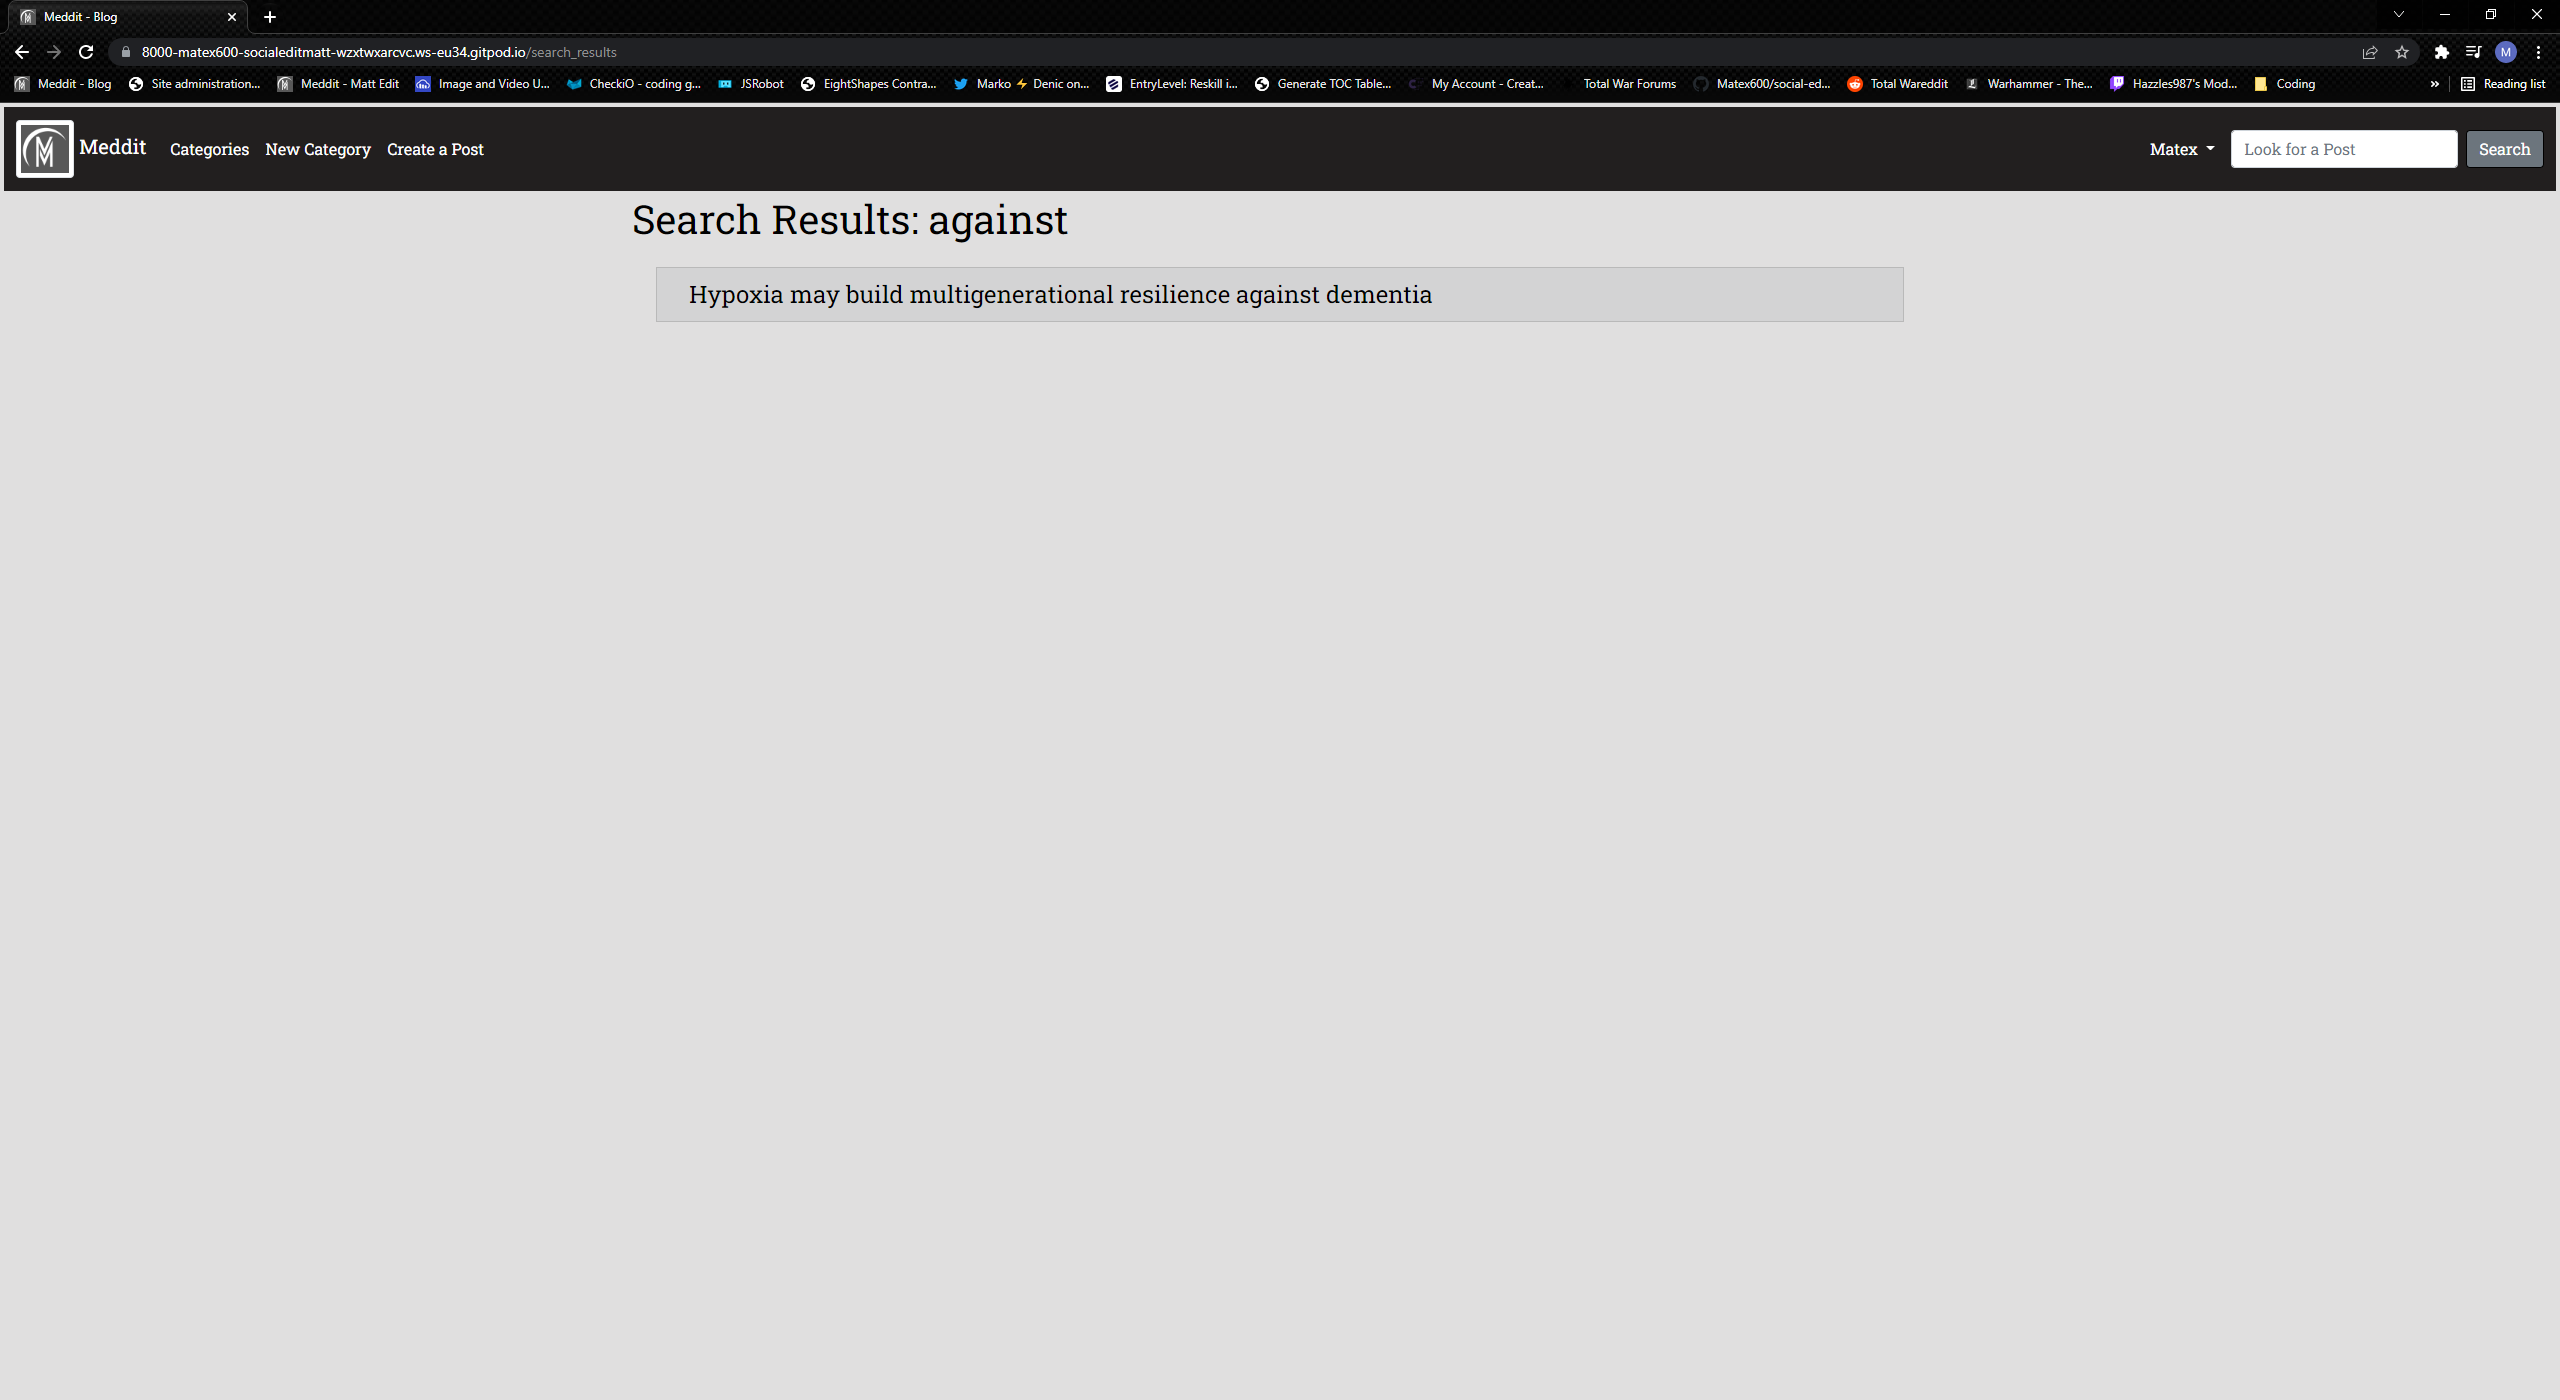 Meddit - Blog
8000-matex600-socialeditmatt-wzxtwxarcvc.ws-eu34.gitpod.io/search_results
M
Meddit - Blog Site administration... Meddit - Matt Edit Image and Video U... CheckiO - coding g... JSRobot EightShapes Contra... Marko ⚡ Denic on... EntryLevel: Reskill i... Generate TOC Table... My Account - Creat... Total War Forums Matex600/social-ed... Total Wareddit Warhammer - The... Hazzles987's Mod... Coding » Reading list
M Meddit Categories New Category Create a Post Matex Look for a Post Search
Search Results: against
Hypoxia may build multigenerational resilience against dementia